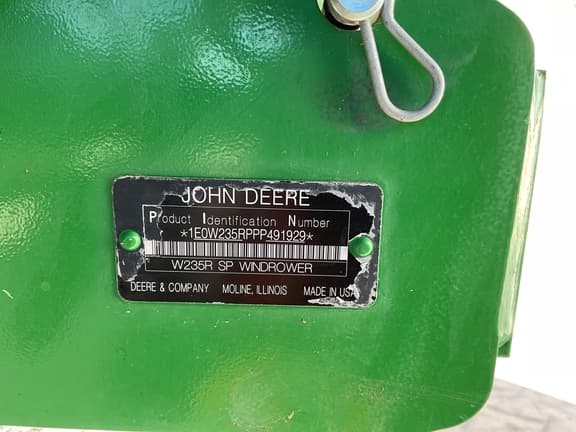 JOHN DEERE
Product Identification Number
*1E0W235RPPP491929*
W235R SP WINDROWER
DEERE & COMPANY MOLINE, ILLINOIS MADE IN USA